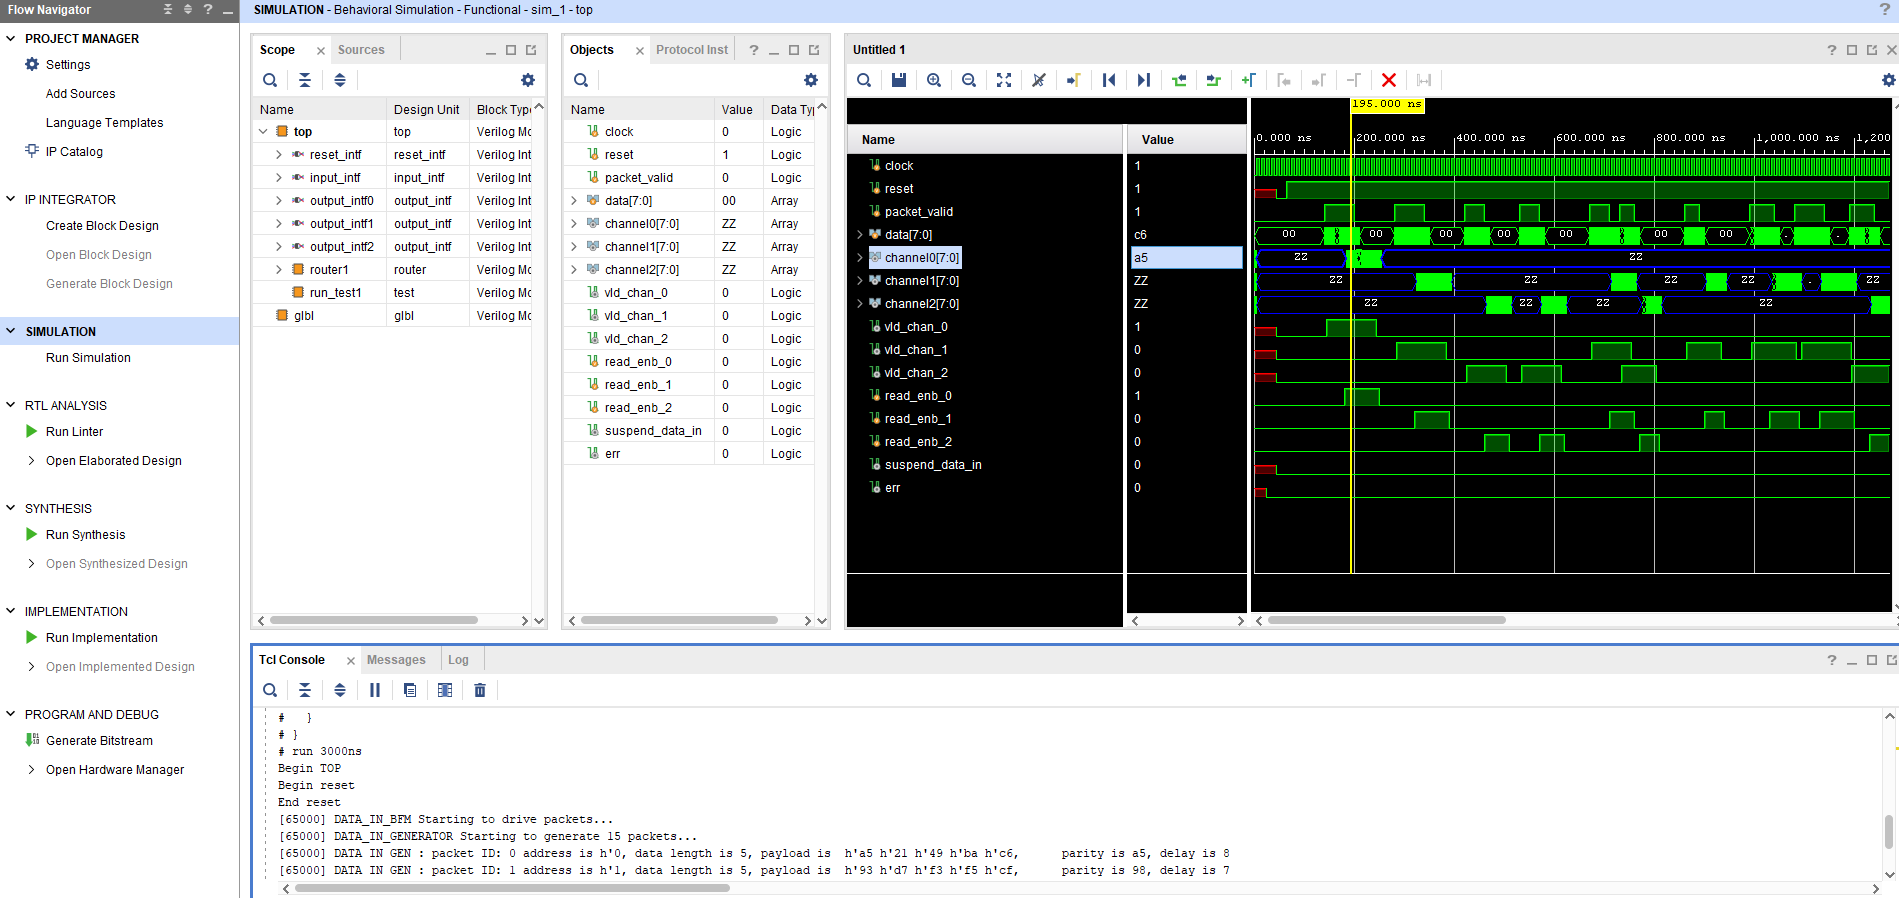 Flow Navigator
PROJECT MANAGER
Settings
Add Sources
Language Templates
IP Catalog
IP INTEGRATOR
Create Block Design
Open Block Design
Generate Block Design
SIMULATION
Run Simulation
RTL ANALYSIS
Run Linter
Open Elaborated Design
SYNTHESIS
Run Synthesis
Open Synthesized Design
IMPLEMENTATION
Run Implementation
Open Implemented Design
PROGRAM AND DEBUG
Generate Bitstream
Open Hardware Manager
SIMULATION - Behavioral Simulation - Functional - sim_1 - top
Scope Sources
Name Design Unit Block Type
top top Verilog Mo
reset_intf reset_intf Verilog Int
input_intf input_intf Verilog Int
output_intf0 output_intf Verilog Int
output_intf1 output_intf Verilog Int
output_intf2 output_intf Verilog Int
router1 router Verilog Mo
run_test1 test Verilog Mo
glbl glbl Verilog Mo
Objects Protocol Inst
Name Value Data Typ
clock 0 Logic
reset 1 Logic
packet_valid 0 Logic
data[7:0] 00 Array
channel0[7:0] ZZ Array
channel1[7:0] ZZ Array
channel2[7:0] ZZ Array
vld_chan_0 0 Logic
vld_chan_1 0 Logic
vld_chan_2 0 Logic
read_enb_0 0 Logic
read_enb_1 0 Logic
read_enb_2 0 Logic
suspend_data_in 0 Logic
err 0 Logic
Untitled 1
195.000 ns
Name Value 0.000 ns 200.000 ns 400.000 ns 600.000 ns 800.000 ns 1,000.000 ns 1,200
clock 1
reset 1
packet_valid 1
data[7:0] c6 00 00 00 00 00 00 00 . .
channel0[7:0] a5 ZZ ZZ
channel1[7:0] ZZ ZZ ZZ ZZ ZZ . ZZ
channel2[7:0] ZZ ZZ ZZ ZZ ZZ
vld_chan_0 1
vld_chan_1 0
vld_chan_2 0
read_enb_0 1
read_enb_1 0
read_enb_2 0
suspend_data_in 0
err 0
Tcl Console Messages Log
# }
# }
# run 3000ns
Begin TOP
Begin reset
End reset
[65000] DATA_IN_BFM Starting to drive packets...
[65000] DATA_IN_GENERATOR Starting to generate 15 packets...
[65000] DATA IN GEN : packet ID: 0 address is h'0, data length is 5, payload is h'a5 h'21 h'49 h'ba h'c6, parity is a5, delay is 8
[65000] DATA IN GEN : packet ID: 1 address is h'1, data length is 5, payload is h'93 h'd7 h'f3 h'f5 h'cf, parity is 98, delay is 7